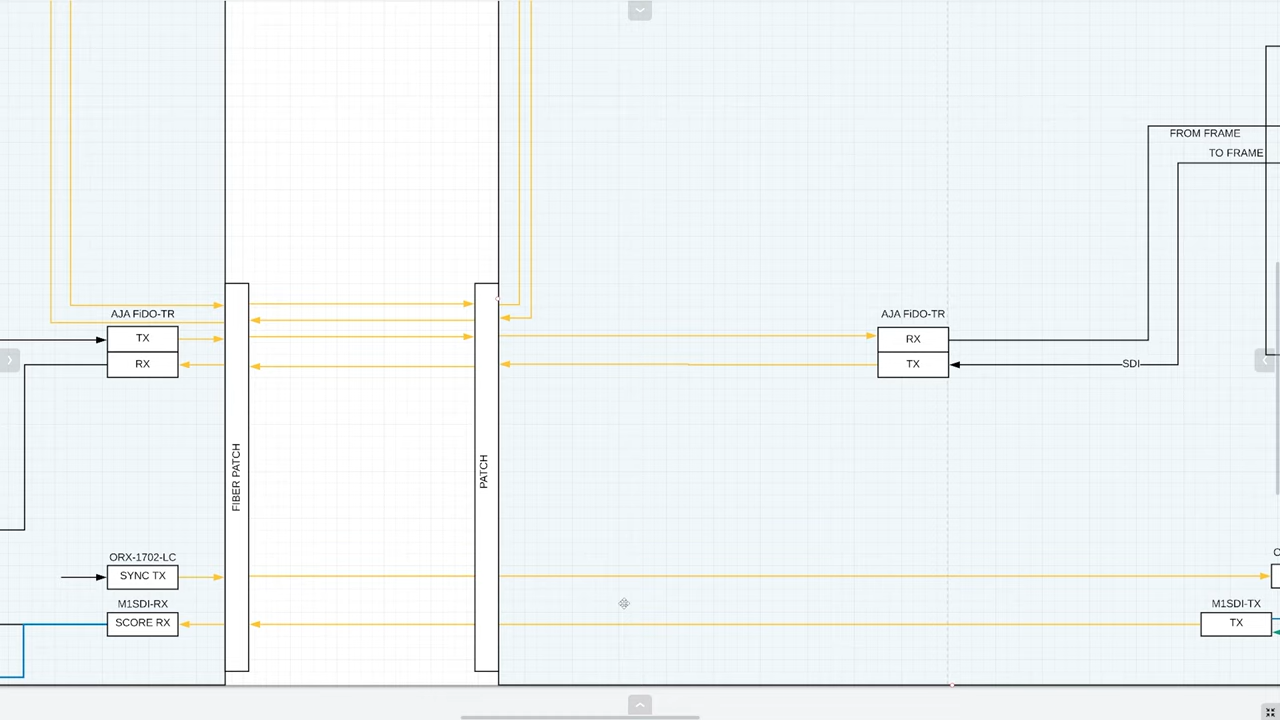 FROM FRAME
TO FRAME
AJA FiDO-TR
TX
RX
AJA FiDO-TR
RX
TX
SDI
FIBER PATCH
PATCH
ORX-1702-LC
SYNC TX
M1SDI-RX
SCORE RX
M1SDI-TX
TX